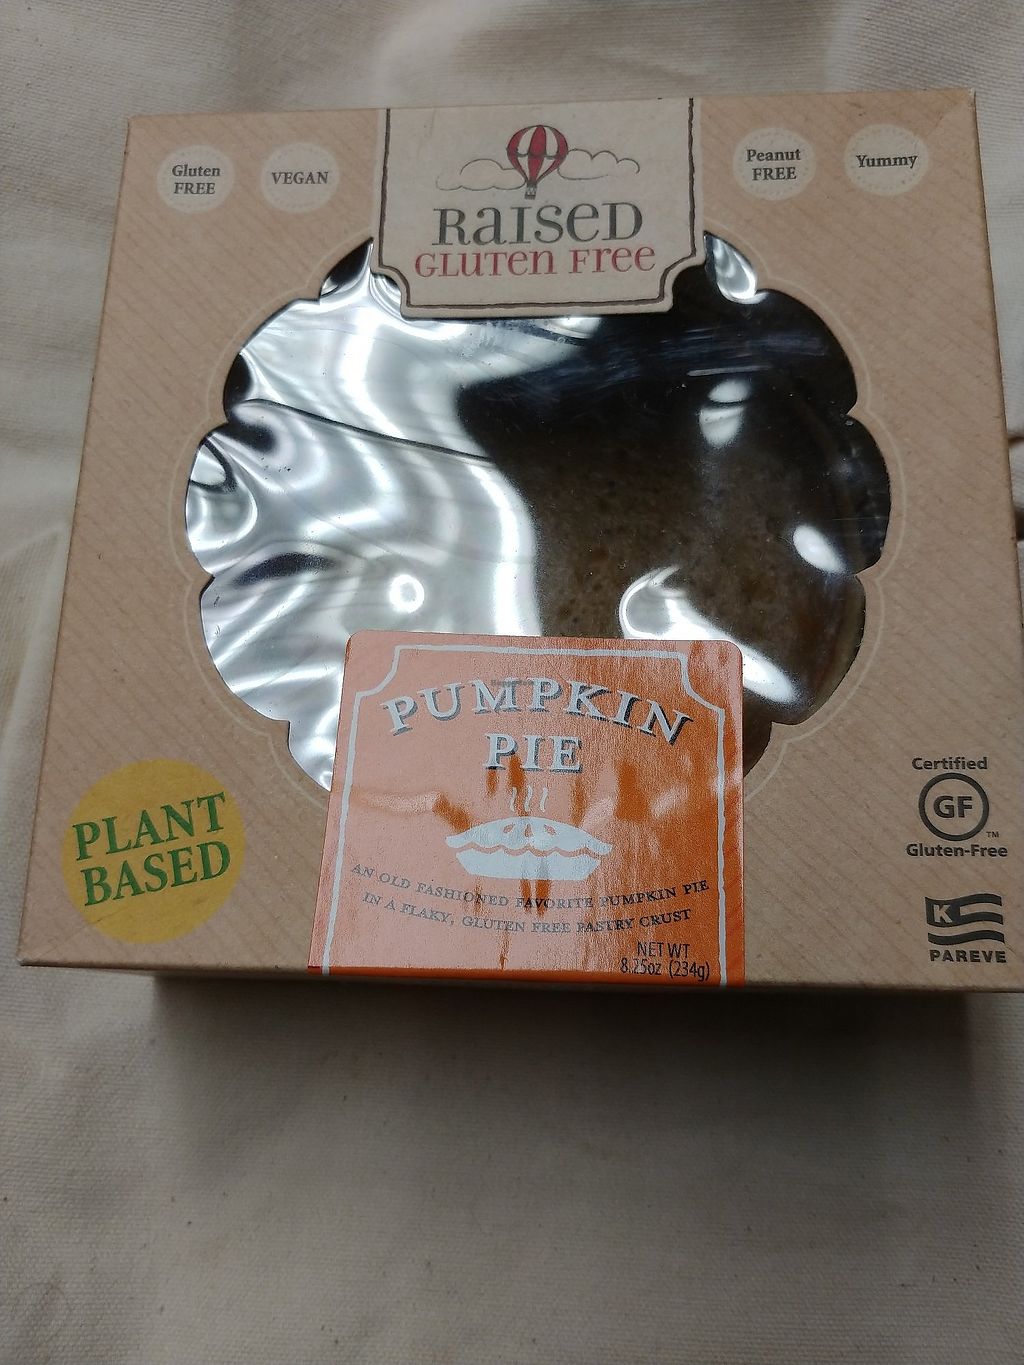 Gluten
FREE
VEGAN
RaISeD
GLUTen Free
Peanut
FREE
Yummy
PUMPKIN
PIE
AN OLD FASHIONED FAVORITE PUMPKIN PIE
IN A FLAKY, GLUTEN FREE PASTRY CRUST
NET WT
8.25oz (234g)
PLANT
BASED
Certified
GF
TM
Gluten-Free
K
PAREVE